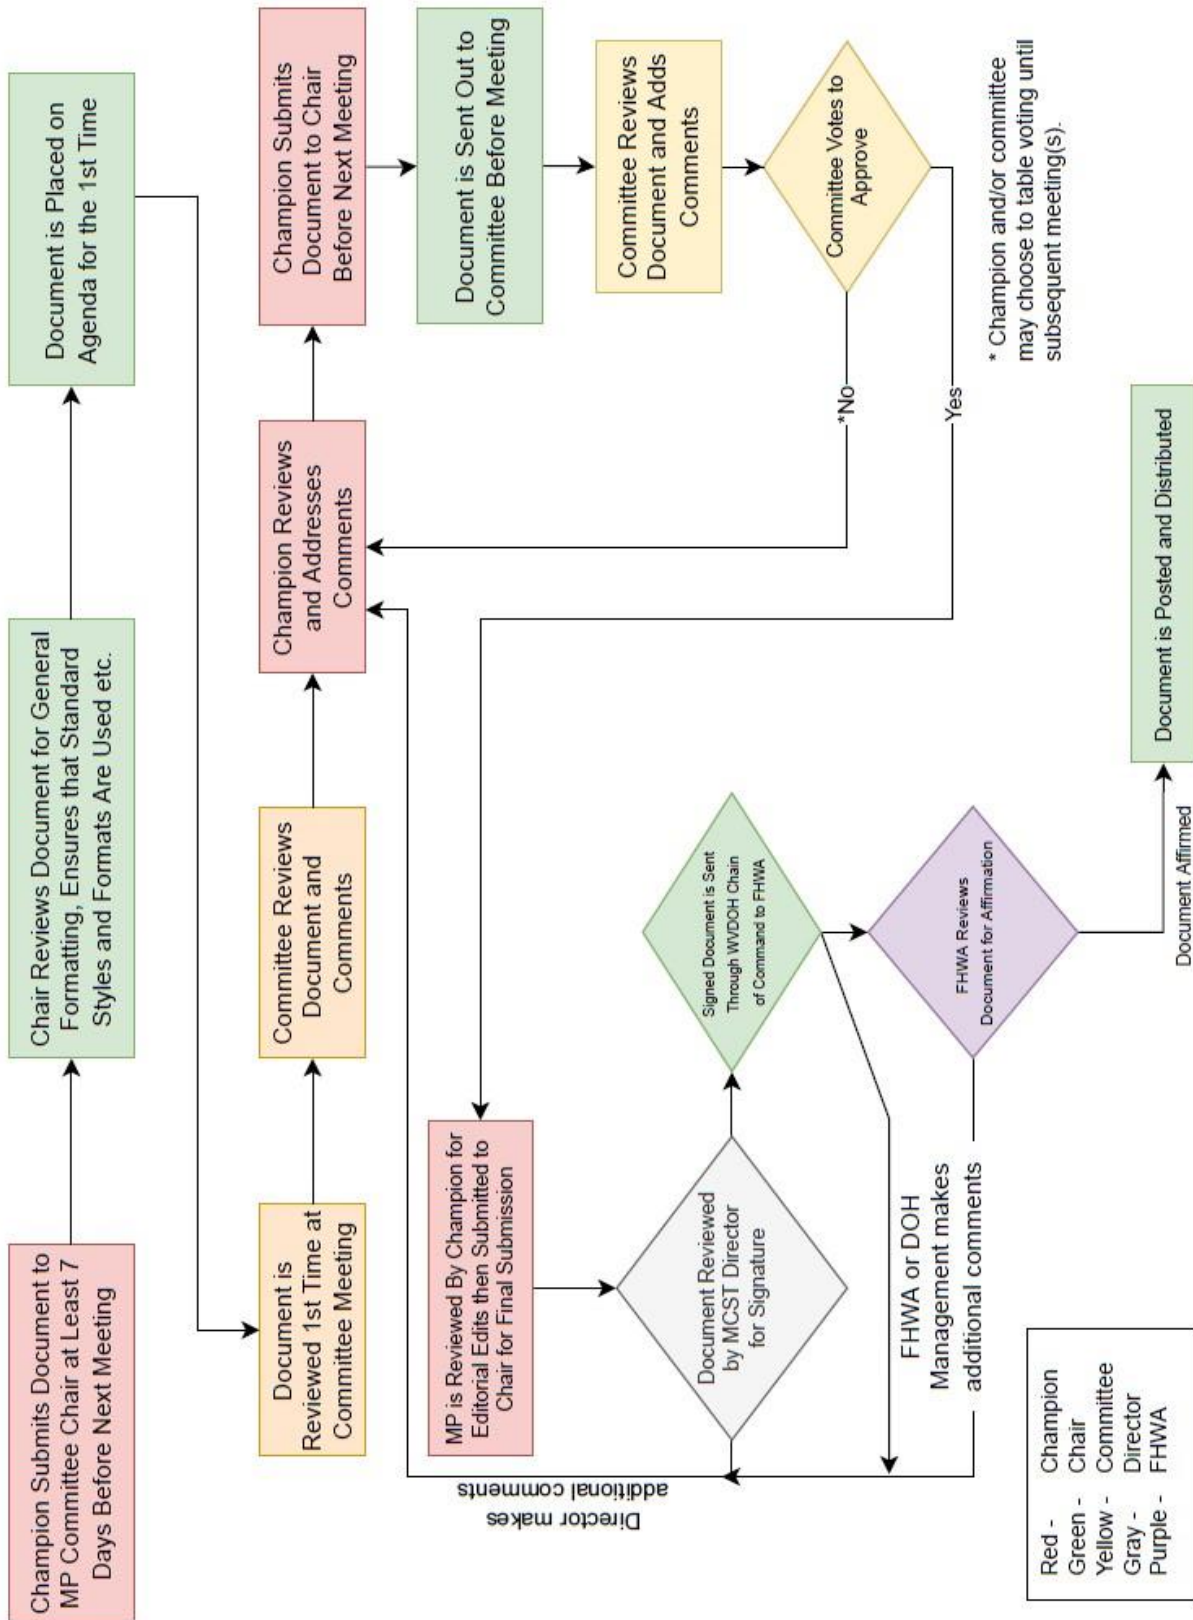 Champion Submits Document to
MP Committee Chair at Least 7
Days Before Next Meeting
Chair Reviews Document for General
Formatting, Ensures that Standard
Styles and Formats Are Used etc.
Document is Placed on
Agenda for the 1st Time
Document is
Reviewed 1st Time at
Committee Meeting
Committee Reviews
Document and
Comments
Champion Reviews
and Addresses
Comments
Champion Submits
Document to Chair
Before Next Meeting
Document is Sent Out to
Committee Before Meeting
Committee Reviews
Document and Adds
Comments
Committee Votes to
Approve
*No
Yes
* Champion and/or committee
may choose to table voting until
subsequent meeting(s).
MP is Reviewed By Champion for
Editorial Edits then Submitted to
Chair for Final Submission
Document Reviewed
by MCST Director
for Signature
Director makes
additional comments
Signed Document is Sent
Through WVDOH Chain
of Command to FHWA
FHWA or DOH
Management makes
additional comments
FHWA Reviews
Document for Affirmation
Document Affirmed
Document is Posted and Distributed
Red - Champion
Green - Chair
Yellow - Committee
Gray - Director
Purple - FHWA